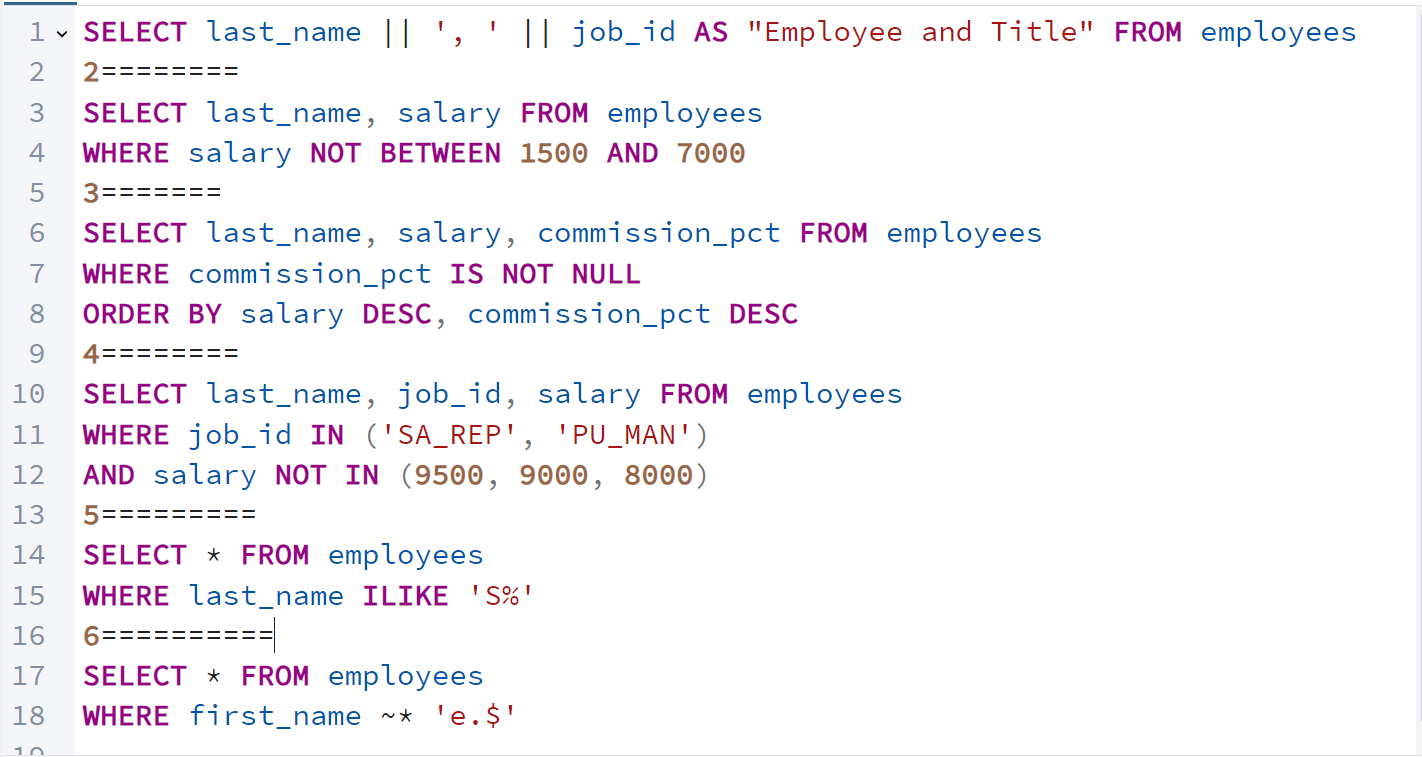 1 SELECT last_name || ', ' || job_id AS "Employee and Title" FROM employees
2 2========
3 SELECT last_name, salary FROM employees
4 WHERE salary NOT BETWEEN 1500 AND 7000
5 3=======
6 SELECT last_name, salary, commission_pct FROM employees
7 WHERE commission_pct IS NOT NULL
8 ORDER BY salary DESC, commission_pct DESC
9 4========
10 SELECT last_name, job_id, salary FROM employees
11 WHERE job_id IN ('SA_REP', 'PU_MAN')
12 AND salary NOT IN (9500, 9000, 8000)
13 5=========
14 SELECT * FROM employees
15 WHERE last_name ILIKE 'S%'
16 6==========
17 SELECT * FROM employees
18 WHERE first_name ~* 'e.$'
19